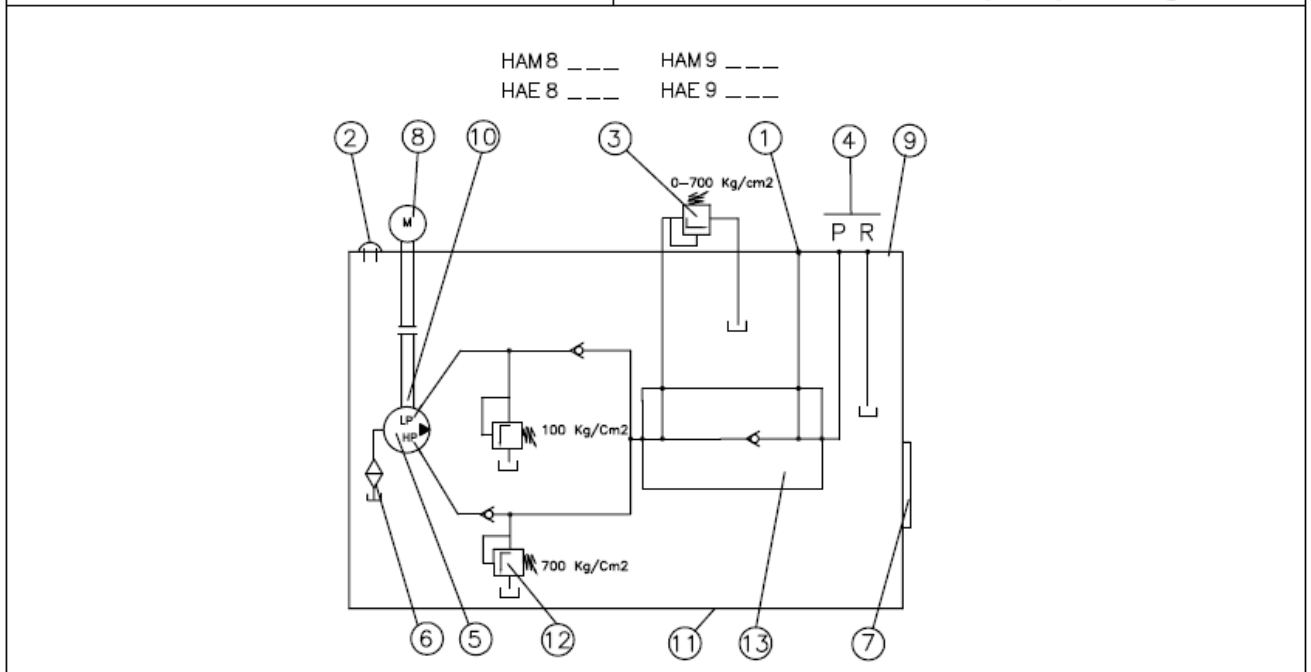 HAM 8 _ _ _ HAM 9 _ _ _
HAE 8 _ _ _ HAE 9 _ _ _
2 8 10 3 1 4 9
0-700 Kg/cm2
M
P R
LP
HP
100 Kg/Cm2
700 Kg/Cm2
6 5 12 11 13 7